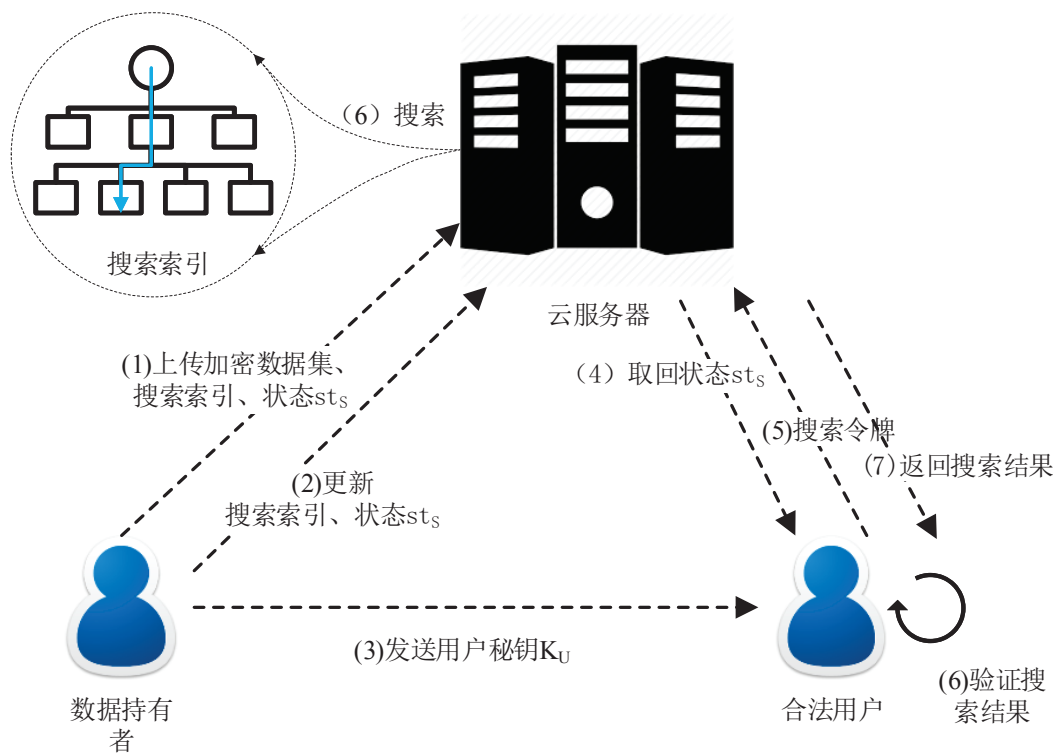 （6）搜索
搜索索引
云服务器
(1)上传加密数据集、
搜索索引、状态stS
（4）取回状态stS
(5)搜索令牌
(7)返回搜索结果
(2)更新
搜索索引、状态stS
(3)发送用户秘钥KU
数据持有
者
合法用户
(6)验证搜
索结果